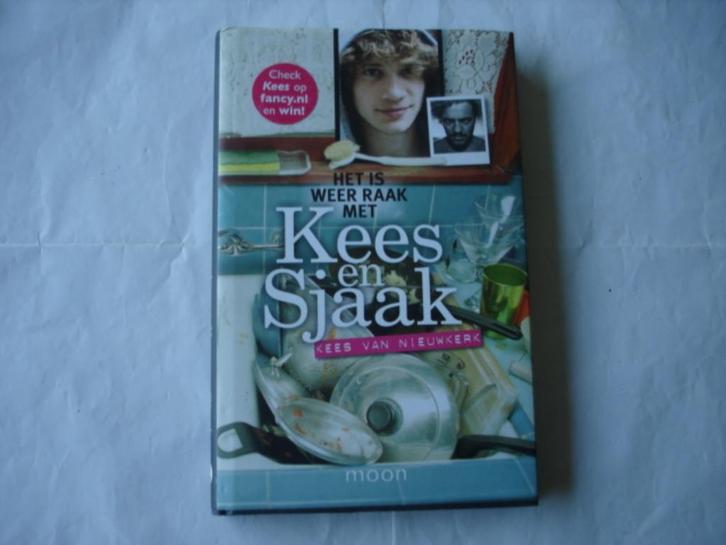 Check
Kees op
fancy.nl
en win!
HET IS
WEER RAAK
MET
Kees
en
Sjaak
KEES VAN NIEUWKERK
moon